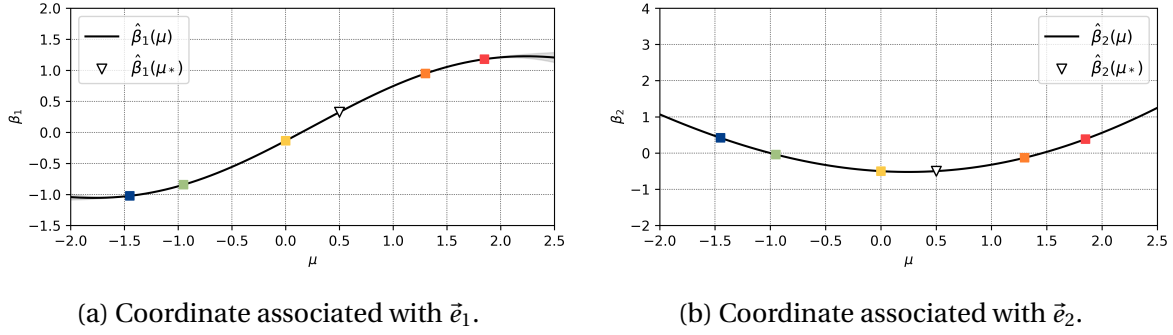 2.0
1.5
1.0
0.5
0.0
−0.5
−1.0
−1.5
β₁
β̂₁(μ)
β̂₁(μ*)
−2.0 −1.5 −1.0 −0.5 0.0 0.5 1.0 1.5 2.0 2.5
μ
(a) Coordinate associated with e⃗₁.
4
3
2
1
0
−1
−2
β₂
β̂₂(μ)
β̂₂(μ*)
−2.0 −1.5 −1.0 −0.5 0.0 0.5 1.0 1.5 2.0 2.5
μ
(b) Coordinate associated with e⃗₂.